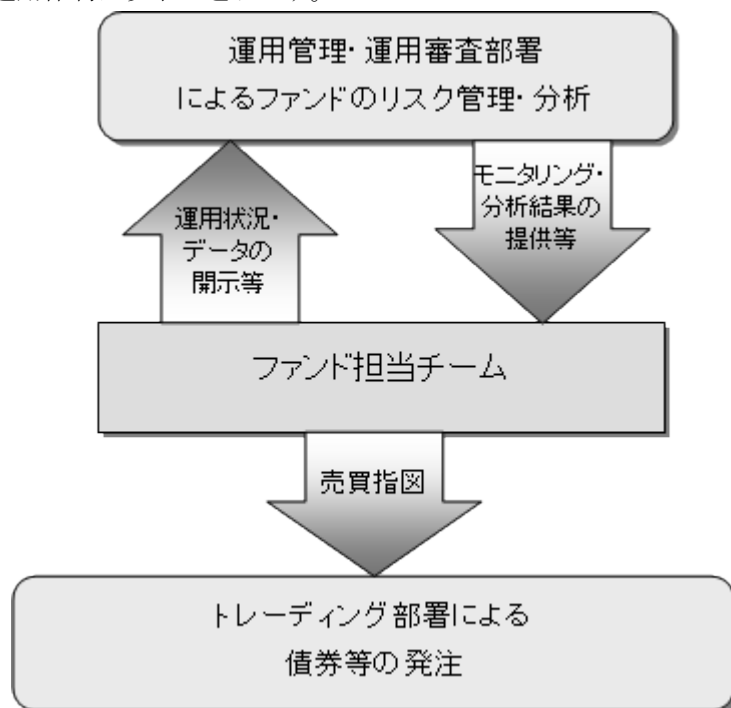 運用管理・運用審査部署
によるファンドのリスク管理・分析
運用状況・
データの
開示等
モニタリング・
分析結果の
提供等
ファンド担当チーム
売買指図
トレーディング部署による
債券等の発注